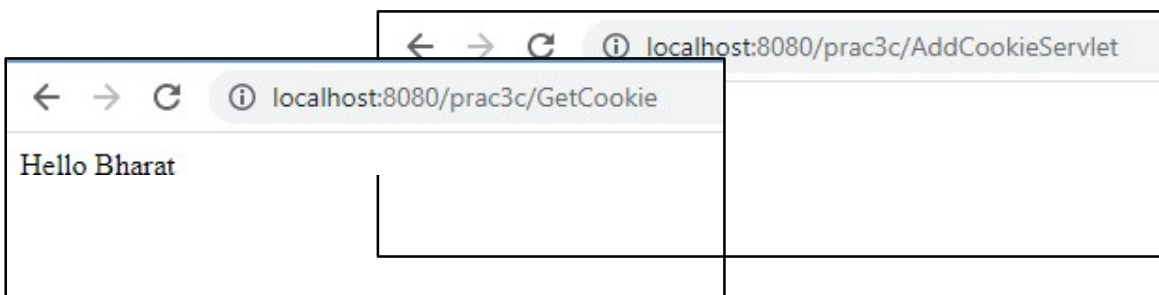 localhost:8080/prac3c/AddCookieServlet
localhost:8080/prac3c/GetCookie
Hello Bharat